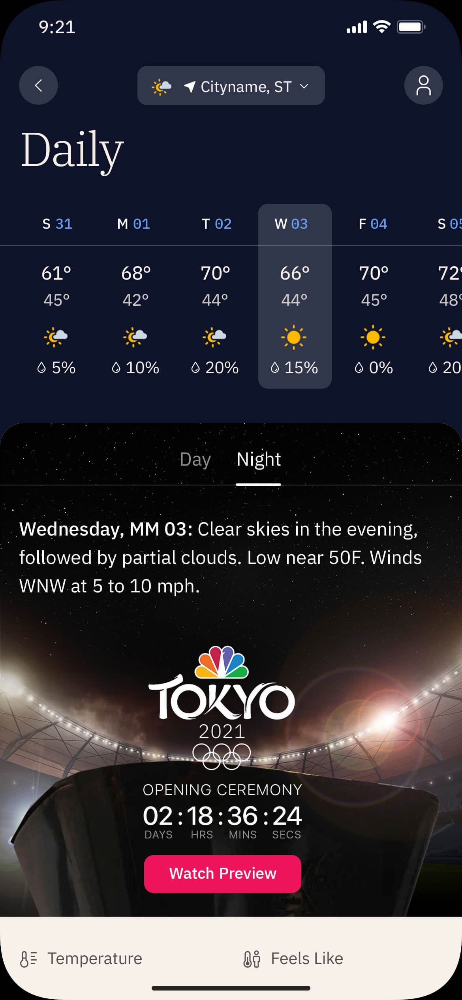 9:21
Cityname, ST
Daily
S 31 M 01 T 02 W 03 F 04 S 05
61° 68° 70° 66° 70° 72°
45° 42° 44° 44° 45° 48°
5% 10% 20% 15% 0% 20
Day Night
Wednesday, MM 03: Clear skies in the evening,
followed by partial clouds. Low near 50F. Winds
WNW at 5 to 10 mph.
TOKYO
2021
OPENING CEREMONY
02 : 18 : 36 : 24
DAYS HRS MINS SECS
Watch Preview
Temperature Feels Like